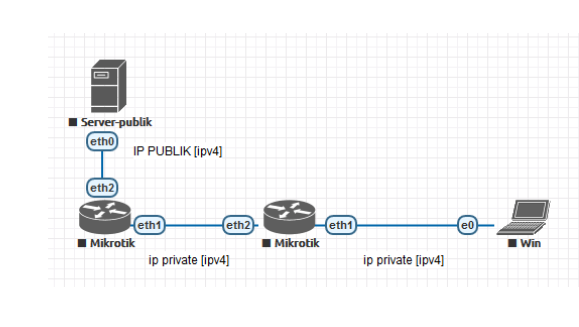 Server-publik
eth0
IP PUBLIK [ipv4]
eth2
eth1
eth2
eth1
e0
Mikrotik
Mikrotik
Win
ip private [ipv4]
ip private [ipv4]